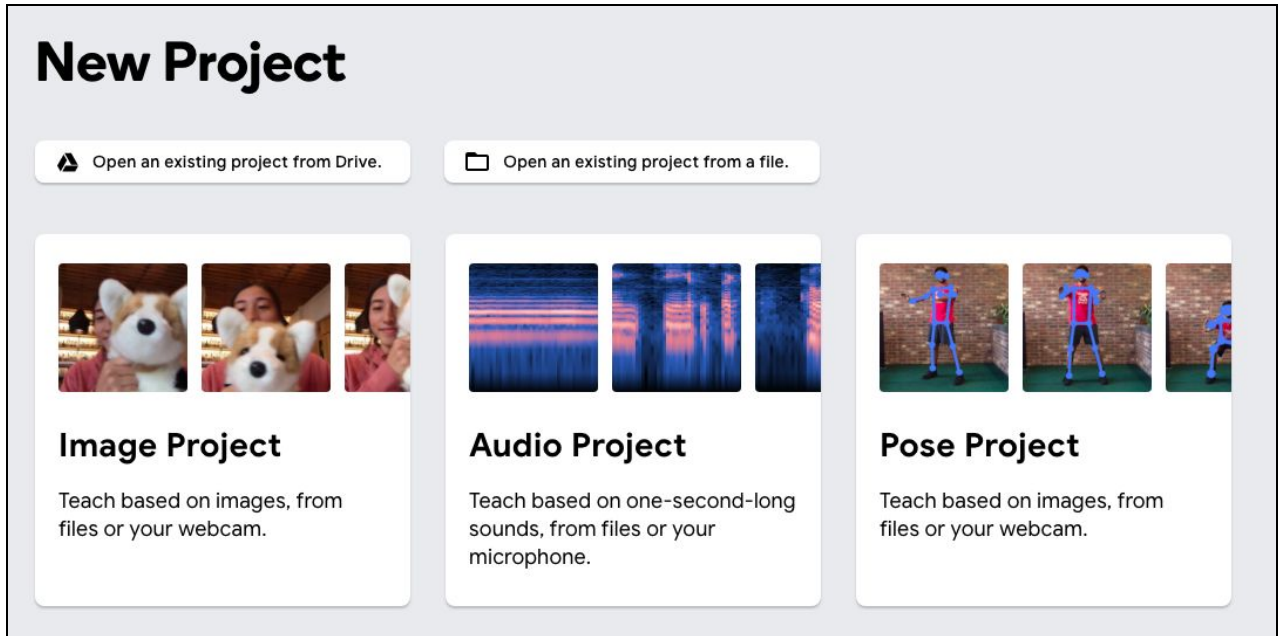 New Project
Open an existing project from Drive.
Open an existing project from a file.
Image Project
Teach based on images, from
files or your webcam.
Audio Project
Teach based on one-second-long
sounds, from files or your
microphone.
Pose Project
Teach based on images, from
files or your webcam.